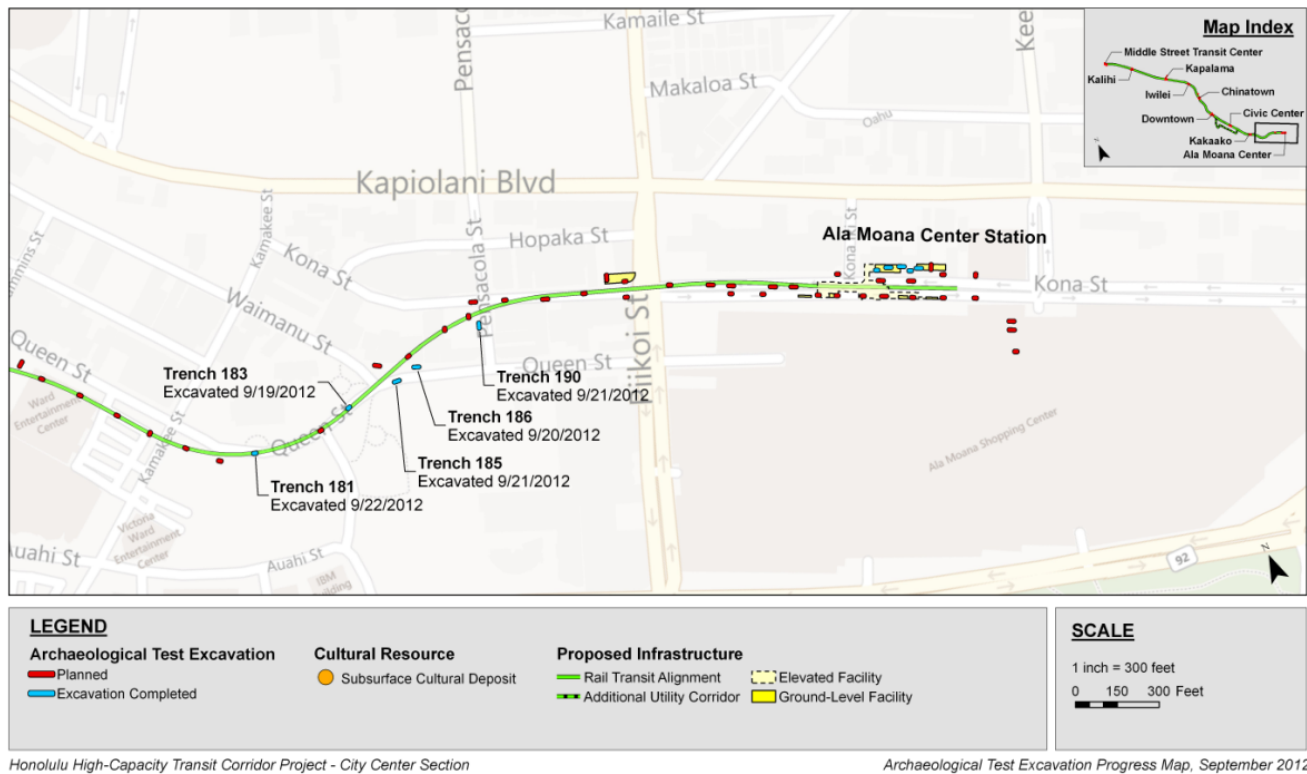 Kamaile St
Pensacola St
Kee
Makaloa St
Oahu
Map Index
Middle Street Transit Center
Kalihi
Kapalama
Iwilei
Chinatown
Downtown
Civic Center
Kakaako
Ala Moana Center
N
Kapiolani Blvd
Kamakee St
Hopaka St
Kona St
Ala Moana Center Station
Kona St
Waimanu St
Pensacola St
Piikoi St
Queen St
Queen St
Trench 183
Excavated 9/19/2012
Trench 190
Excavated 9/21/2012
Trench 186
Excavated 9/20/2012
Trench 185
Excavated 9/21/2012
Trench 181
Excavated 9/22/2012
Queen St
Kamakee St
Ward
Entertainment
Center
Victoria
Ward
Entertainment
Center
Ala Moana Shopping Center
Auahi St
Auahi St
IBM
Building
92
N
LEGEND
Archaeological Test Excavation
Planned
Excavation Completed
Cultural Resource
Subsurface Cultural Deposit
Proposed Infrastructure
Rail Transit Alignment
Additional Utility Corridor
Elevated Facility
Ground-Level Facility
SCALE
1 inch = 300 feet
0 150 300 Feet
Honolulu High-Capacity Transit Corridor Project - City Center Section
Archaeological Test Excavation Progress Map, September 2012